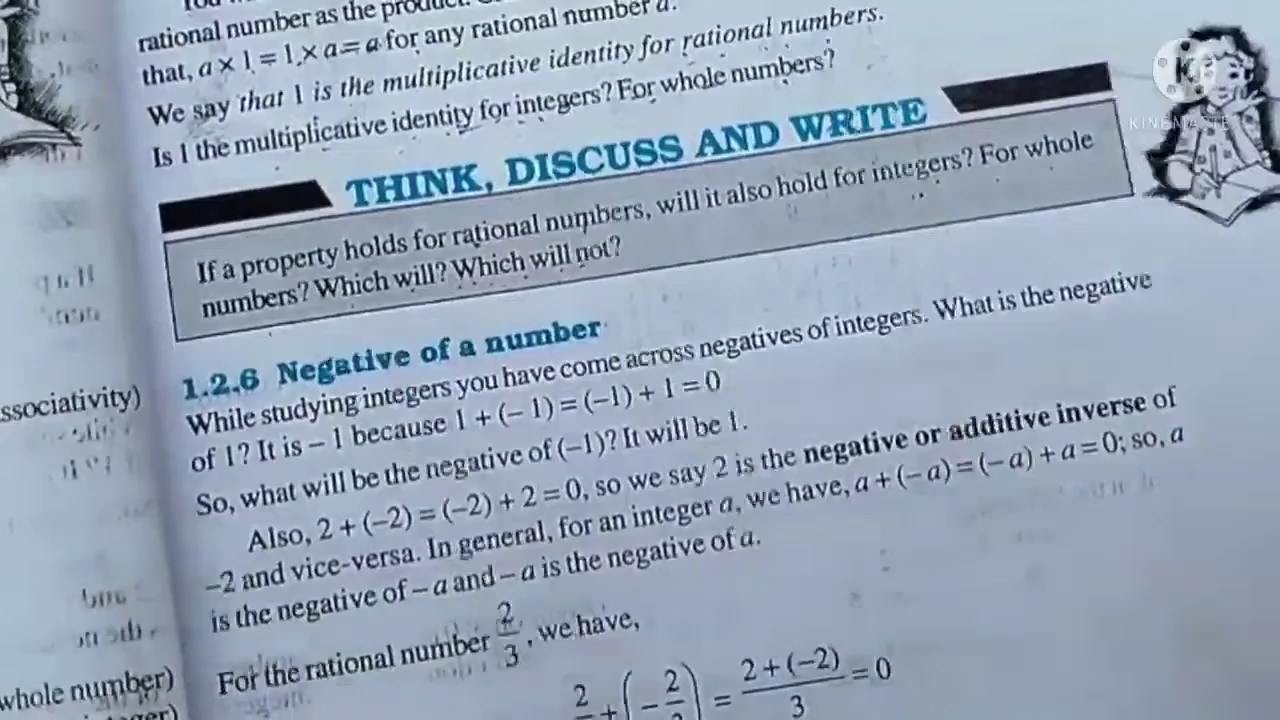 rational number as the product.
that, a × 1 = 1 × a = a for any rational number a.
We say that 1 is the multiplicative identity for rational numbers.
Is 1 the multiplicative identity for integers? For whole numbers?
KINEMASTER
THINK, DISCUSS AND WRITE
If a property holds for rational numbers, will it also hold for integers? For whole
numbers? Which will? Which will not?
1.2.6 Negative of a number
While studying integers you have come across negatives of integers. What is the negative
of 1? It is – 1 because 1 + (– 1) = (–1) + 1 = 0
So, what will be the negative of (–1)? It will be 1.
Also, 2 + (–2) = (–2) + 2 = 0, so we say 2 is the negative or additive inverse of
–2 and vice-versa. In general, for an integer a, we have, a + (– a) = (– a) + a = 0; so, a
is the negative of – a and – a is the negative of a.
For the rational number 2/3, we have,
2 + (– 2) = 2 + (–2)/3 = 0
ssociativity)
whole number)